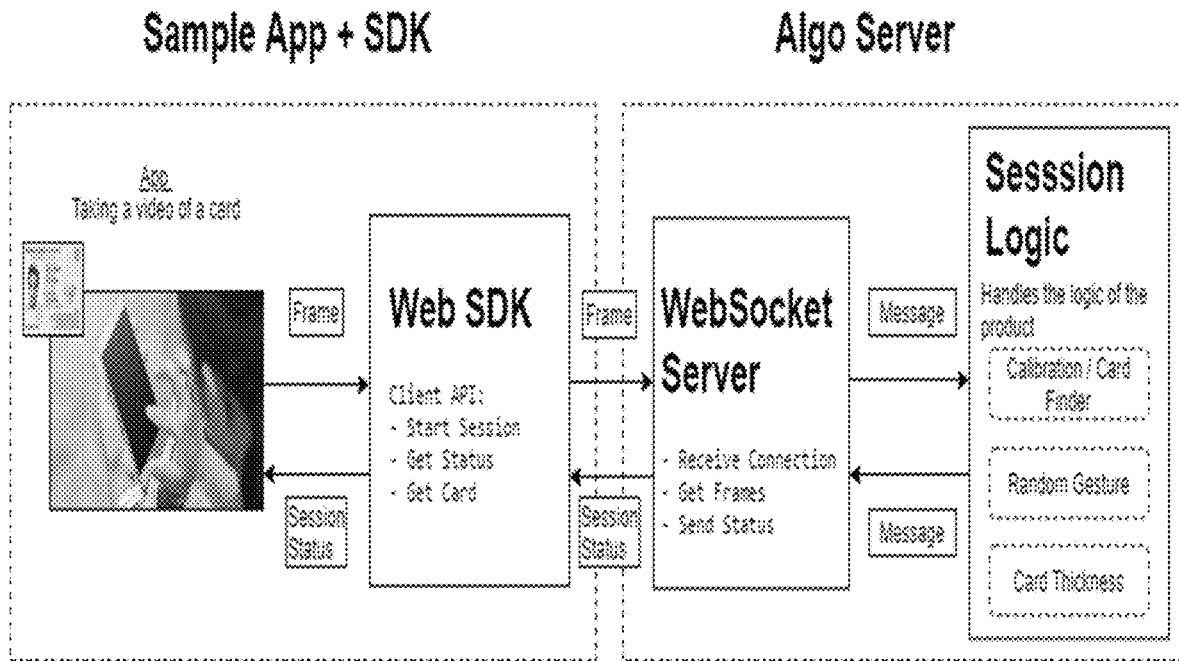 Sample App + SDK
Algo Server
App
Taking a video of a card
Frame
Session
Status
Web SDK
Client API:
- Start Session
- Get Status
- Get Card
Frame
Session
Status
WebSocket
Server
- Receive Connection
- Get Frames
- Send Status
Message
Message
Sesssion
Logic
Handles the logic of the
product
Calibration / Card
Finder
Random Gesture
Card Thickness